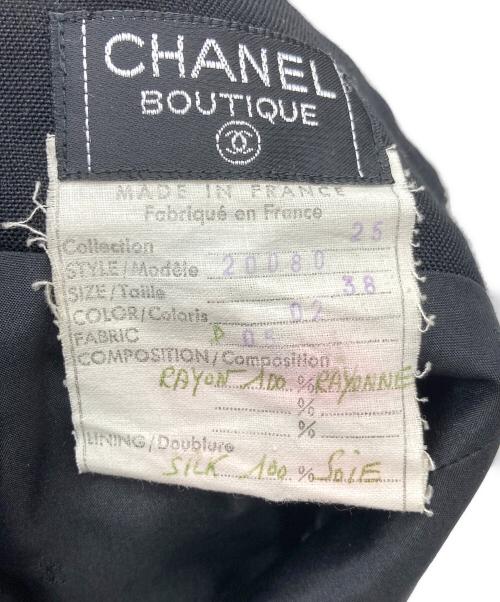 CHANEL
BOUTIQUE
MADE IN FRANCE
Fabriqué en France
Collection 25
STYLE/Modèle 20080
SIZE/Taille 38
COLOR/Coloris 02
FABRIC P 05
COMPOSITION/Composition
RAYON 100 % RAYONNE
%
%
LINING/Doublure
SILK 100 % SOIE